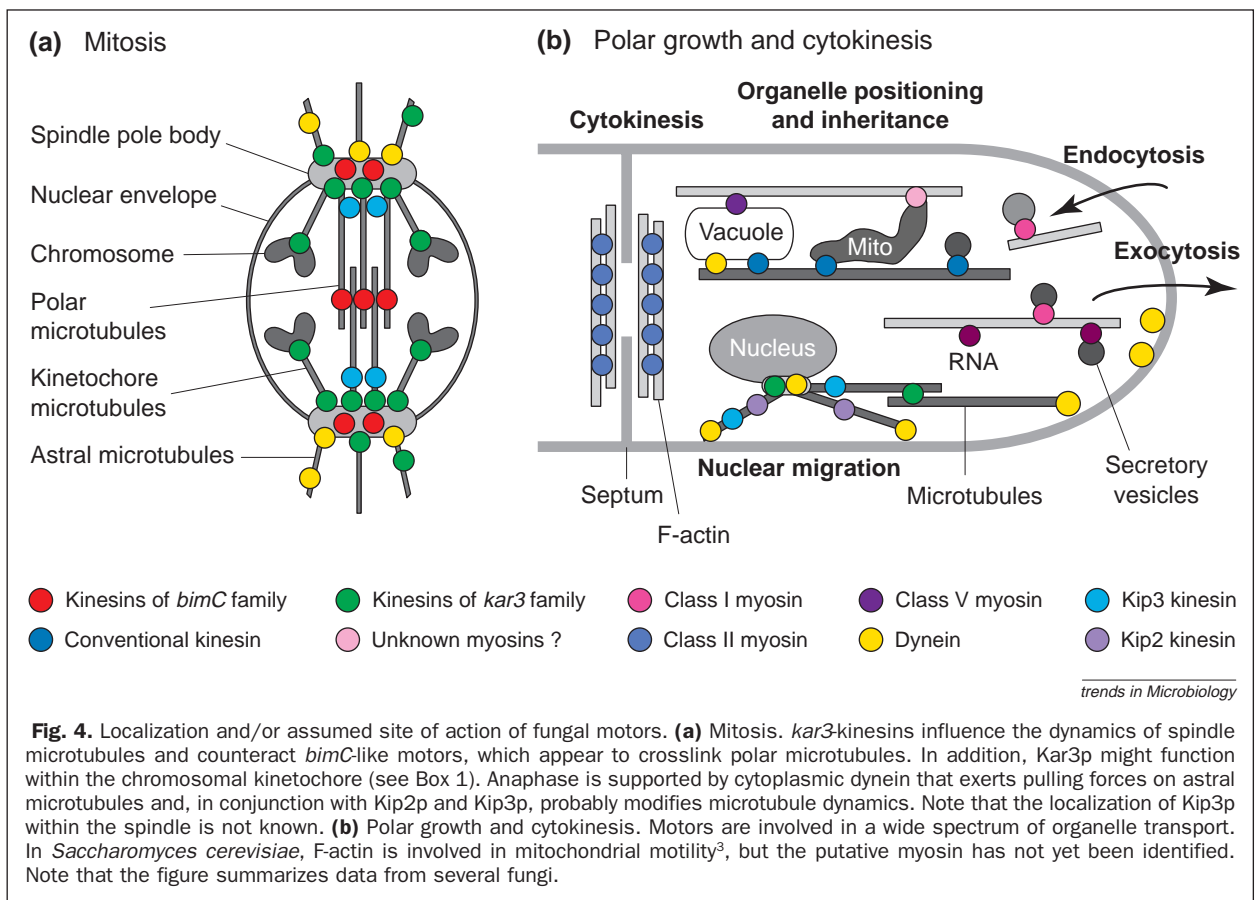 (a) Mitosis
Spindle pole body
Nuclear envelope
Chromosome
Polar
microtubules
Kinetochore
microtubules
Astral microtubules
(b) Polar growth and cytokinesis
Cytokinesis
Organelle positioning
and inheritance
Endocytosis
Exocytosis
Vacuole
Mito
Nucleus
RNA
Nuclear migration
Septum
F-actin
Microtubules
Secretory
vesicles
Kinesins of bimC family
Kinesins of kar3 family
Class I myosin
Class V myosin
Kip3 kinesin
Conventional kinesin
Unknown myosins ?
Class II myosin
Dynein
Kip2 kinesin
trends in Microbiology
Fig. 4. Localization and/or assumed site of action of fungal motors. (a) Mitosis. kar3-kinesins influence the dynamics of spindle
microtubules and counteract bimC-like motors, which appear to crosslink polar microtubules. In addition, Kar3p might function
within the chromosomal kinetochore (see Box 1). Anaphase is supported by cytoplasmic dynein that exerts pulling forces on astral
microtubules and, in conjunction with Kip2p and Kip3p, probably modifies microtubule dynamics. Note that the localization of Kip3p
within the spindle is not known. (b) Polar growth and cytokinesis. Motors are involved in a wide spectrum of organelle transport.
In Saccharomyces cerevisiae, F-actin is involved in mitochondrial motility³, but the putative myosin has not yet been identified.
Note that the figure summarizes data from several fungi.